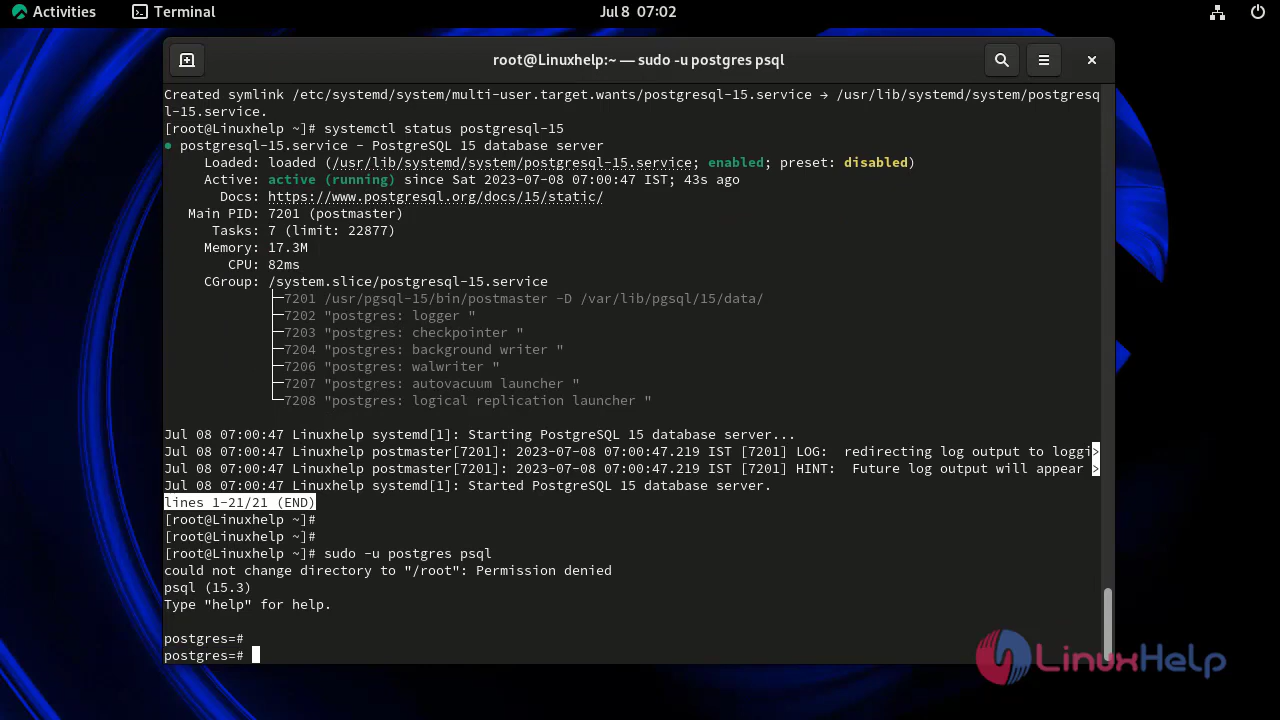 Activities Terminal Jul 8 07:02
root@Linuxhelp:~ — sudo -u postgres psql
Created symlink /etc/systemd/system/multi-user.target.wants/postgresql-15.service → /usr/lib/systemd/system/postgresq
l-15.service.
[root@Linuxhelp ~]# systemctl status postgresql-15
● postgresql-15.service - PostgreSQL 15 database server
Loaded: loaded (/usr/lib/systemd/system/postgresql-15.service; enabled; preset: disabled)
Active: active (running) since Sat 2023-07-08 07:00:47 IST; 43s ago
Docs: https://www.postgresql.org/docs/15/static/
Main PID: 7201 (postmaster)
Tasks: 7 (limit: 22877)
Memory: 17.3M
CPU: 82ms
CGroup: /system.slice/postgresql-15.service
├─7201 /usr/pgsql-15/bin/postmaster -D /var/lib/pgsql/15/data/
├─7202 "postgres: logger "
├─7203 "postgres: checkpointer "
├─7204 "postgres: background writer "
├─7206 "postgres: walwriter "
├─7207 "postgres: autovacuum launcher "
└─7208 "postgres: logical replication launcher "
Jul 08 07:00:47 Linuxhelp systemd[1]: Starting PostgreSQL 15 database server...
Jul 08 07:00:47 Linuxhelp postmaster[7201]: 2023-07-08 07:00:47.219 IST [7201] LOG:  redirecting log output to loggi>
Jul 08 07:00:47 Linuxhelp postmaster[7201]: 2023-07-08 07:00:47.219 IST [7201] HINT:  Future log output will appear >
Jul 08 07:00:47 Linuxhelp systemd[1]: Started PostgreSQL 15 database server.
lines 1-21/21 (END)
[root@Linuxhelp ~]#
[root@Linuxhelp ~]#
[root@Linuxhelp ~]# sudo -u postgres psql
could not change directory to "/root": Permission denied
psql (15.3)
Type "help" for help.
postgres=#
postgres=#
LinuxHelp